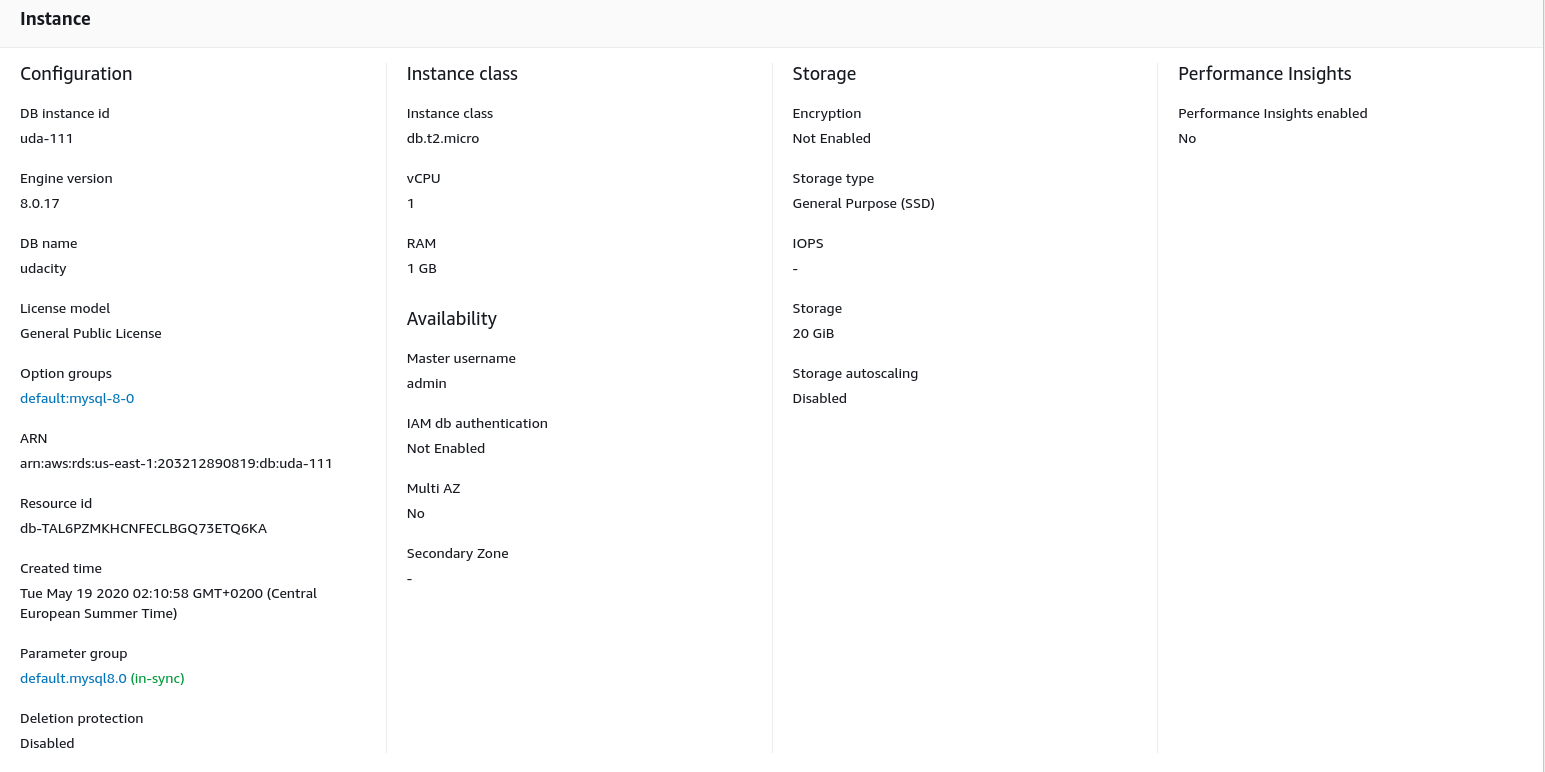 Instance
Configuration
DB instance id
uda-111
Engine version
8.0.17
DB name
udacity
License model
General Public License
Option groups
default:mysql-8-0
ARN
arn:aws:rds:us-east-1:203212890819:db:uda-111
Resource id
db-TAL6PZMKHCNFECLBGQ73ETQ6KA
Created time
Tue May 19 2020 02:10:58 GMT+0200 (Central
European Summer Time)
Parameter group
default.mysql8.0 (in-sync)
Deletion protection
Disabled
Instance class
Instance class
db.t2.micro
vCPU
1
RAM
1 GB
Availability
Master username
admin
IAM db authentication
Not Enabled
Multi AZ
No
Secondary Zone
-
Storage
Encryption
Not Enabled
Storage type
General Purpose (SSD)
IOPS
-
Storage
20 GiB
Storage autoscaling
Disabled
Performance Insights
Performance Insights enabled
No